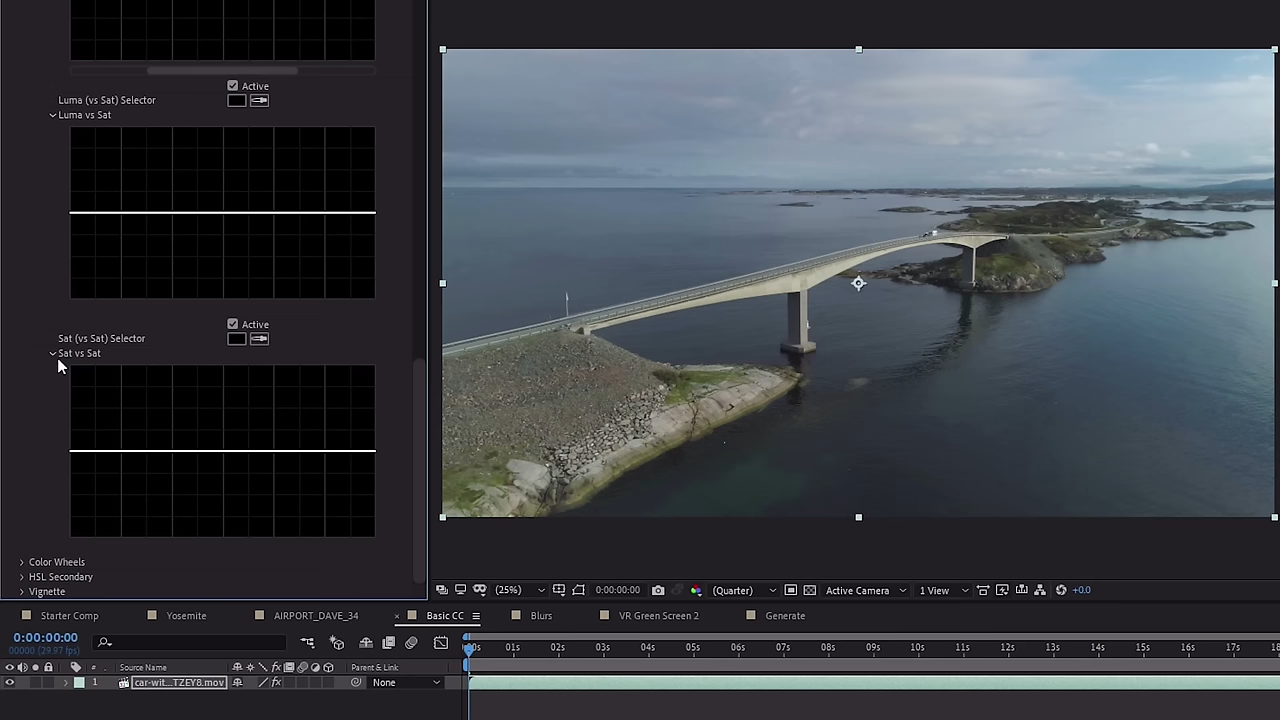 Active
Luma (vs Sat) Selector
Luma vs Sat
Active
Sat (vs Sat) Selector
Sat vs Sat
Color Wheels
HSL Secondary
Vignette
(25%) 0:00:00:00 (Quarter) Active Camera 1 View +0.0
Starter Comp Yosemite AIRPORT_DAVE_34 × Basic CC Blurs VR Green Screen 2 Generate
0:00:00:00
00000 (29.97 fps)
01s 02s 03s 04s 05s 06s 07s 08s 09s 10s 11s 12s 13s 14s 15s 16s 17s
# Source Name fx Parent & Link
1 car-wit...TZEY8.mov fx None